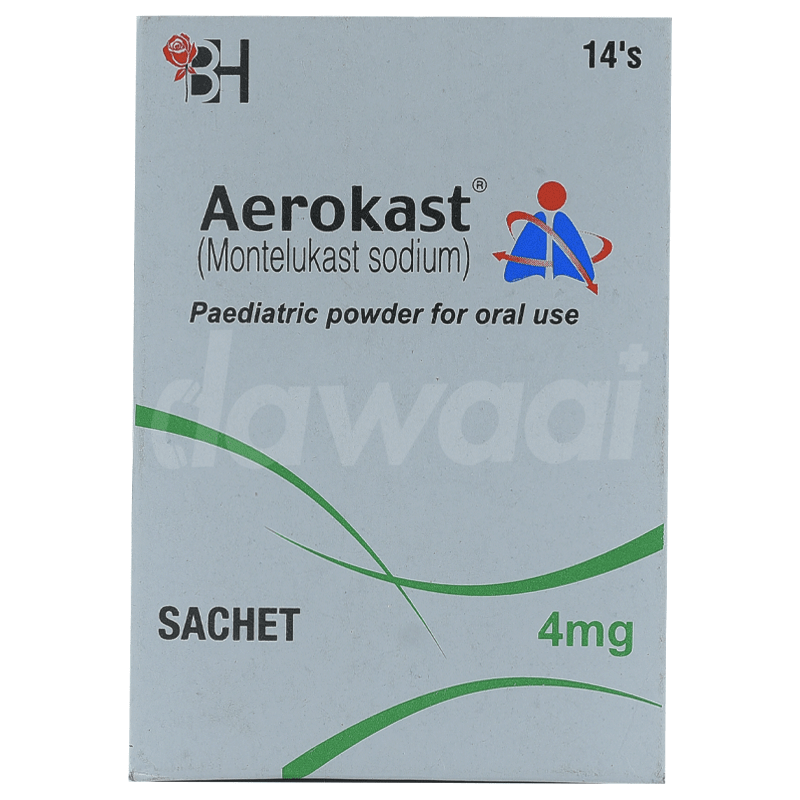 BH
14's
Aerokast®
(Montelukast sodium)
Paediatric powder for oral use
dawaai
SACHET
4mg